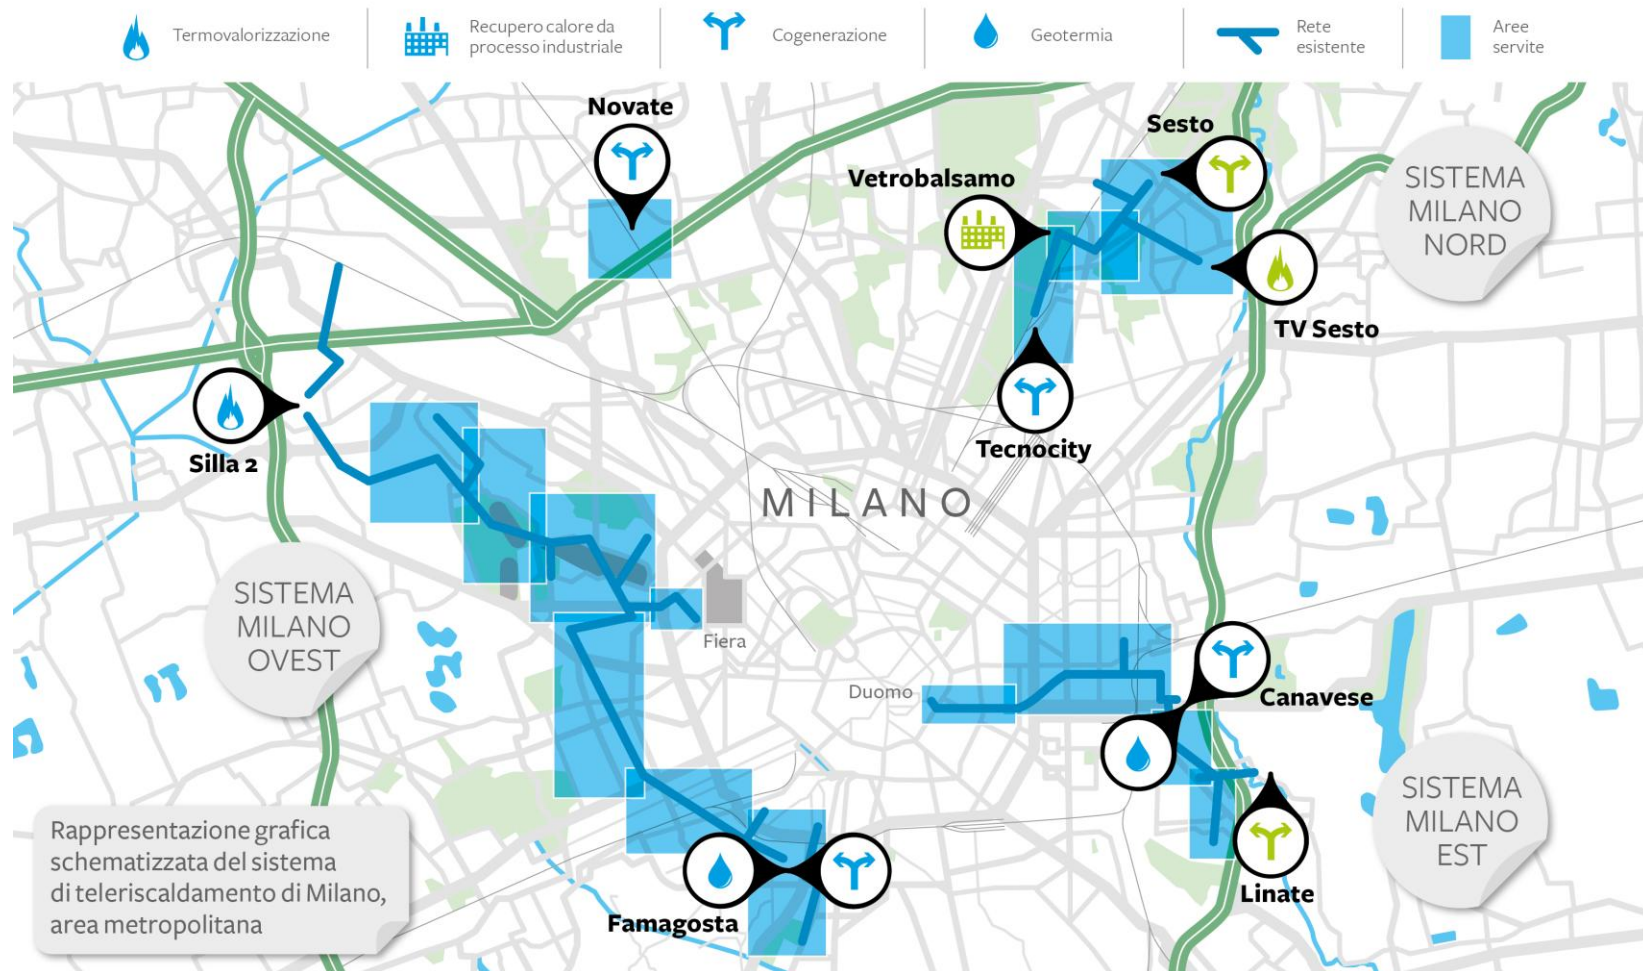 Termovalorizzazione
Recupero calore da
processo industriale
Cogenerazione
Geotermia
Rete
esistente
Aree
servite
Novate
Sesto
Vetrobalsamo
SISTEMA
MILANO
NORD
TV Sesto
Silla 2
Tecnocity
MILANO
SISTEMA
MILANO
OVEST
Fiera
Duomo
Canavese
SISTEMA
MILANO
EST
Rappresentazione grafica
schematizzata del sistema
di teleriscaldamento di Milano,
area metropolitana
Famagosta
Linate